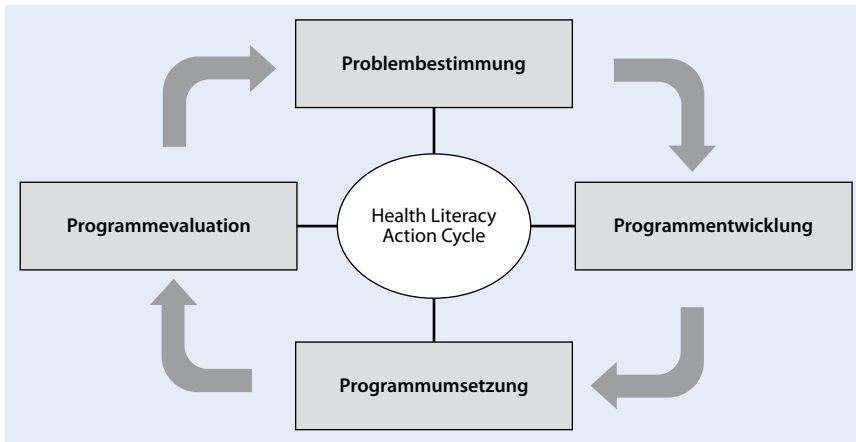 Problembestimmung
Programmevaluation
Health Literacy
Action Cycle
Programmentwicklung
Programmumsetzung